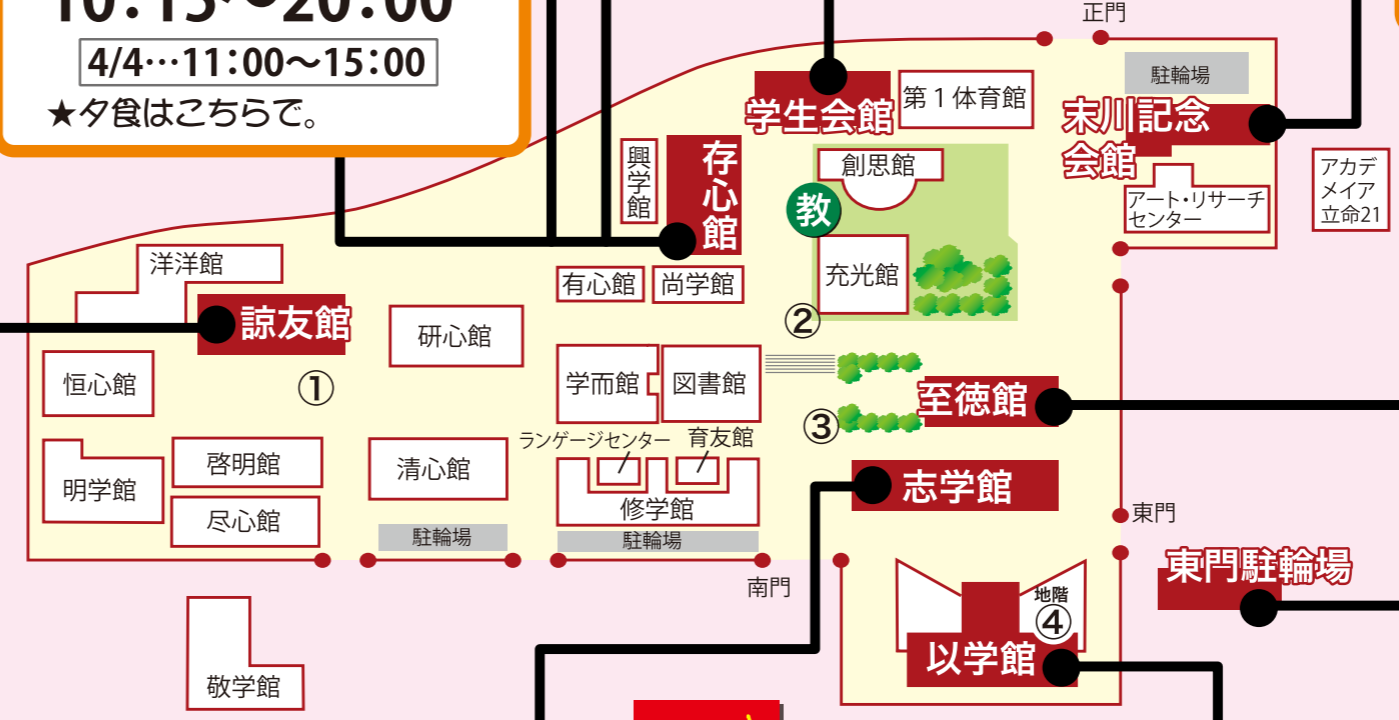 10:15～20:00
4/4…11:00～15:00
★夕食はこちらで。
正門
駐輪場
学生会館
第1体育館
末川記念
会館
興学館
存心館
創思館
教
アート・リサーチ
センター
アカデ
メイア
立命21
洋洋館
有心館
尚学館
充光館
諒友館
研心館
②
恒心館
①
学而館
図書館
至徳館
③
ランゲージセンター
育友館
啓明館
清心館
明学館
志学館
修学館
尽心館
駐輪場
駐輪場
東門
東門駐輪場
南門
地階
④
以学館
敬学館